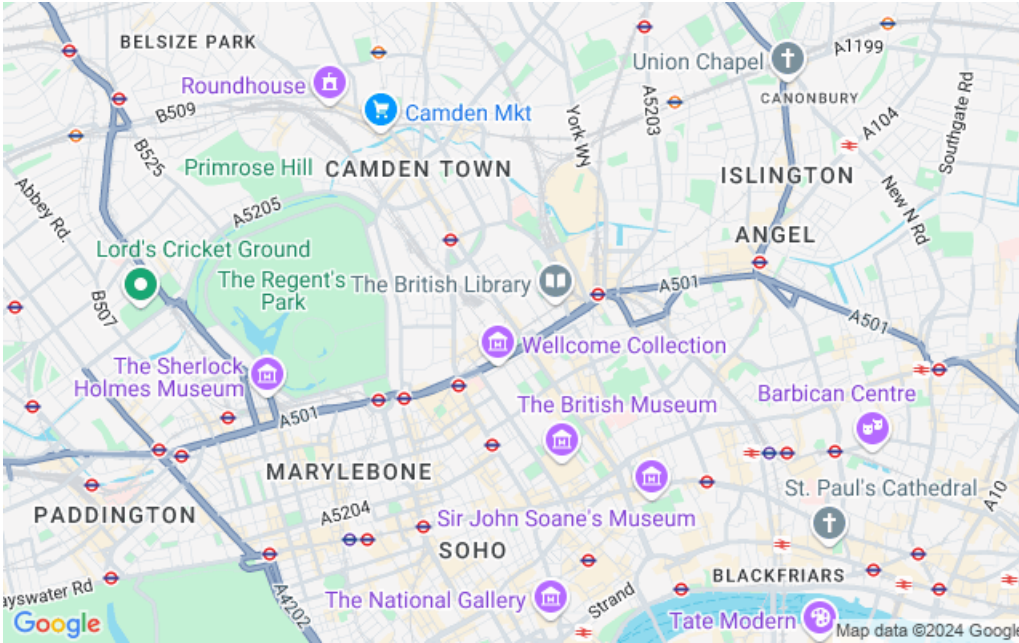 BELSIZE PARK
A1199
Union Chapel
Roundhouse
CANONBURY
B509
Camden Mkt
York WN
A5203
A104
Southgate Rd
B525
Primrose Hill
CAMDEN TOWN
ISLINGTON
New N Rd
Abbey Rd.
A5205
ANGEL
Lord's Cricket Ground
The Regent's
Park
The British Library
A501
B507
A501
The Sherlock
Holmes Museum
Wellcome Collection
Barbican Centre
A501
The British Museum
MARYLEBONE
St. Paul's Cathedral
A10
PADDINGTON
A5204
Sir John Soane's Museum
SOHO
BLACKFRIARS
ayswater Rd
A4202
The National Gallery
Strand
Tate Modern
Google
Map data ©2024 Google